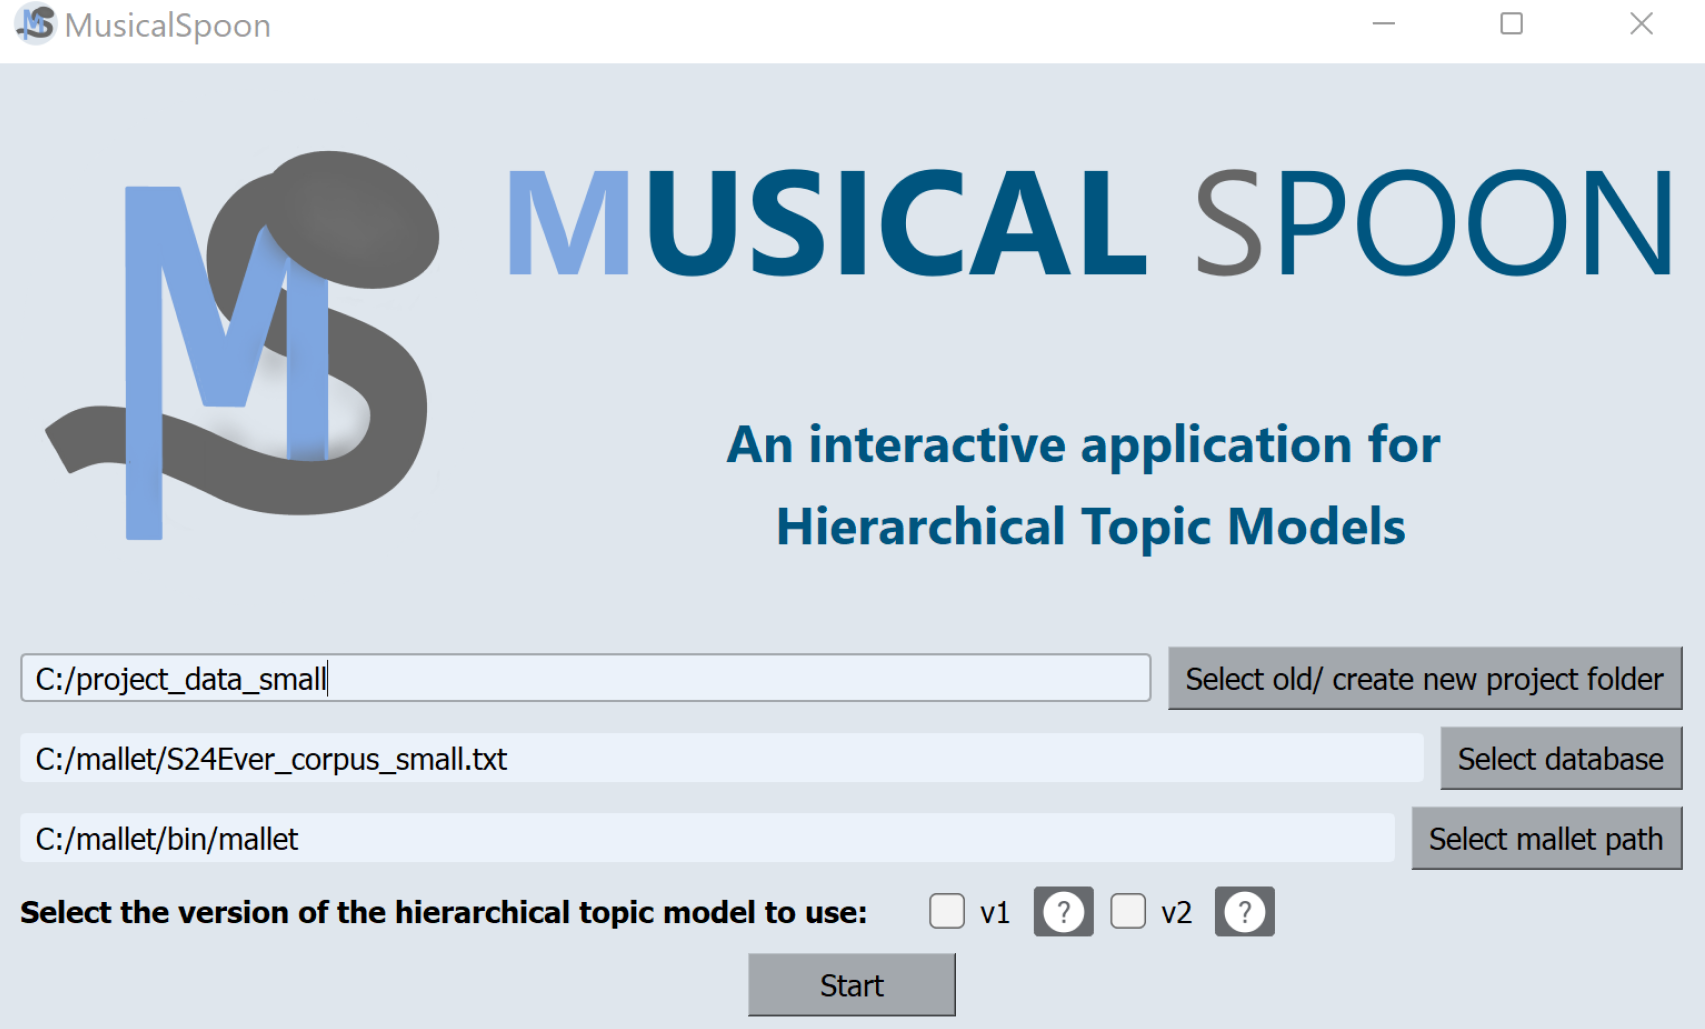 MusicalSpoon
MS
MUSICAL SPOON
An interactive application for
Hierarchical Topic Models
C:/project_data_small
Select old/ create new project folder
C:/mallet/S24Ever_corpus_small.txt
Select database
C:/mallet/bin/mallet
Select mallet path
Select the version of the hierarchical topic model to use:
v1 ? v2 ?
Start